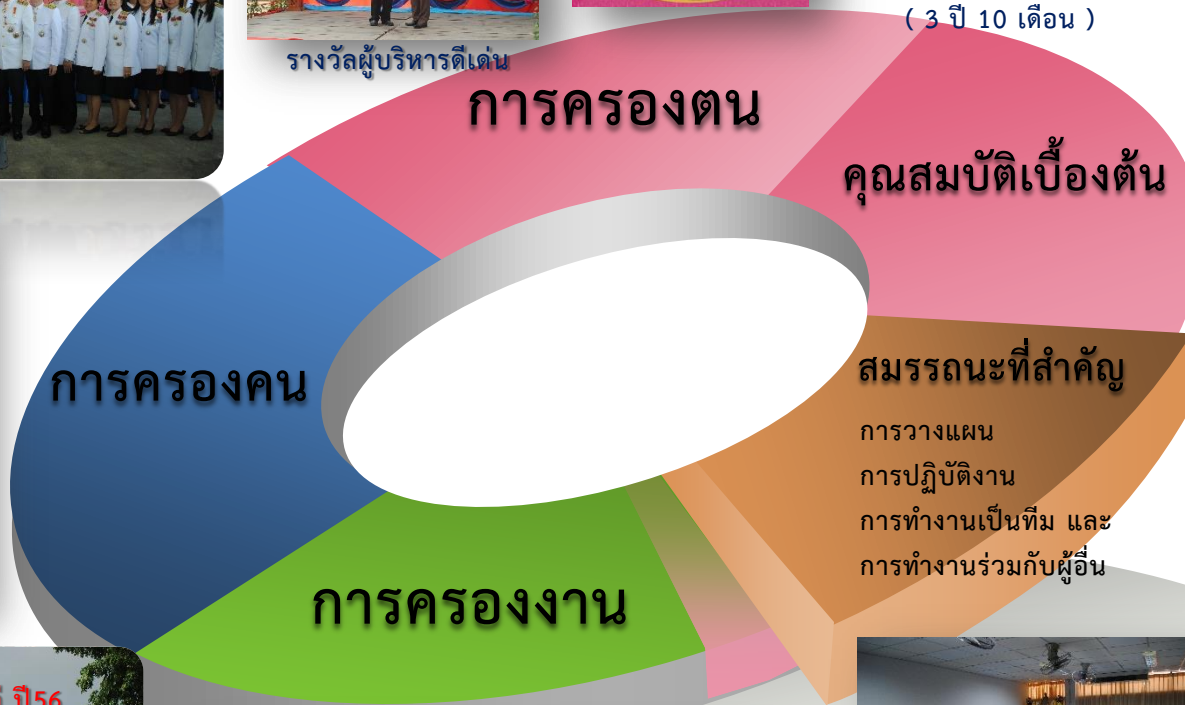 ( 3 ปี 10 เดือน )
รางวัลผู้บริหารดีเด่น
การครองตน
คุณสมบัติเบื้องต้น
การครองคน
สมรรถนะที่สำคัญ
การวางแผน
การปฏิบัติงาน
การทำงานเป็นทีม และ
การทำงานร่วมกับผู้อื่น
การครองงาน
ปี56